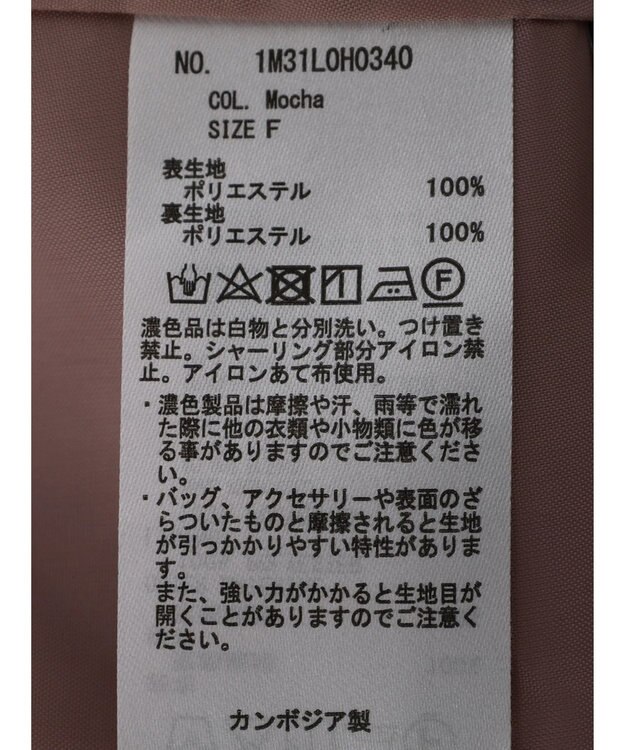 NO. 1M31L0H0340
COL. Mocha
SIZE F
表生地
ポリエステル 100%
裏生地
ポリエステル 100%
F
濃色品は白物と分別洗い。つけ置き
禁止。シャーリング部分アイロン禁
止。アイロンあて布使用。
・濃色製品は摩擦や汗、雨等で濡れ
た際に他の衣類や小物類に色が移
る事がありますのでご注意くださ
い。
・バッグ、アクセサリーや表面のざ
らついたものと摩擦されると生地
が引っかかりやすい特性がありま
す。
また、強い力がかかると生地目が
開くことがありますのでご注意く
ださい。
カンボジア製